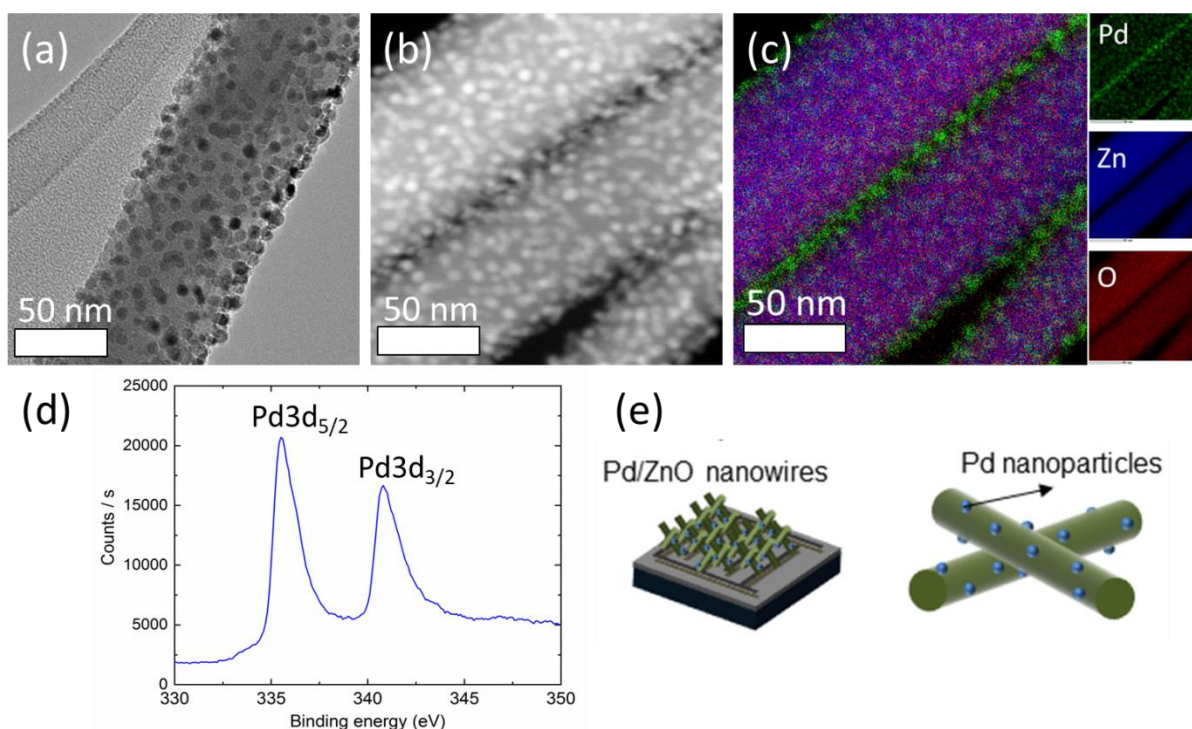 (a)
50 nm
(b)
50 nm
(c)
50 nm
Pd
Zn
O
(d)
25000
20000
15000
10000
5000
0
Counts / s
Pd3d5/2
Pd3d3/2
330
335
340
345
350
Binding energy (eV)
(e)
Pd/ZnO nanowires
Pd nanoparticles